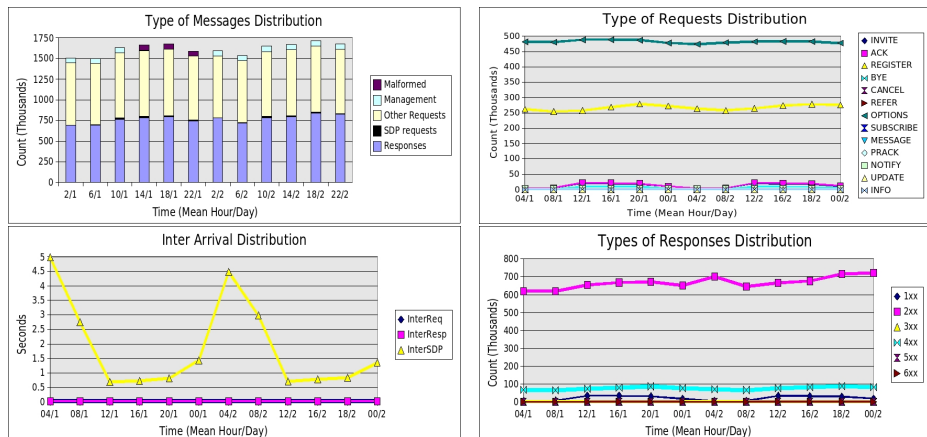 Type of Messages Distribution
Count (Thousands)
1750
1500
1250
1000
750
500
250
0
2/1 6/1 10/1 14/1 18/1 22/1 2/2 6/2 10/2 14/2 18/2 22/2
Time (Mean Hour/Day)
Malformed
Management
Other Requests
SDP requests
Responses
Type of Requests Distribution
Count (Thousands)
500
450
400
350
300
250
200
150
100
50
0
04/1 08/1 12/1 16/1 20/1 00/1 04/2 08/2 12/2 16/2 18/2 00/2
Time (Mean Hour/Day)
INVITE
ACK
REGISTER
BYE
CANCEL
REFER
OPTIONS
SUBSCRIBE
MESSAGE
PRACK
NOTIFY
UPDATE
INFO
Inter Arrival Distribution
Seconds
5
4.5
4
3.5
3
2.5
2
1.5
1
0.5
0
04/1 08/1 12/1 16/1 20/1 00/1 04/2 08/2 12/2 16/2 18/2 00/2
Time (Mean Hour/Day)
InterReq
InterResp
InterSDP
Types of Responses Distribution
Count (Thousands)
800
700
600
500
400
300
200
100
0
04/1 08/1 12/1 16/1 20/1 00/1 04/2 08/2 12/2 16/2 18/2 00/2
Time (Mean Hour/Day)
1xx
2xx
3xx
4xx
5xx
6xx